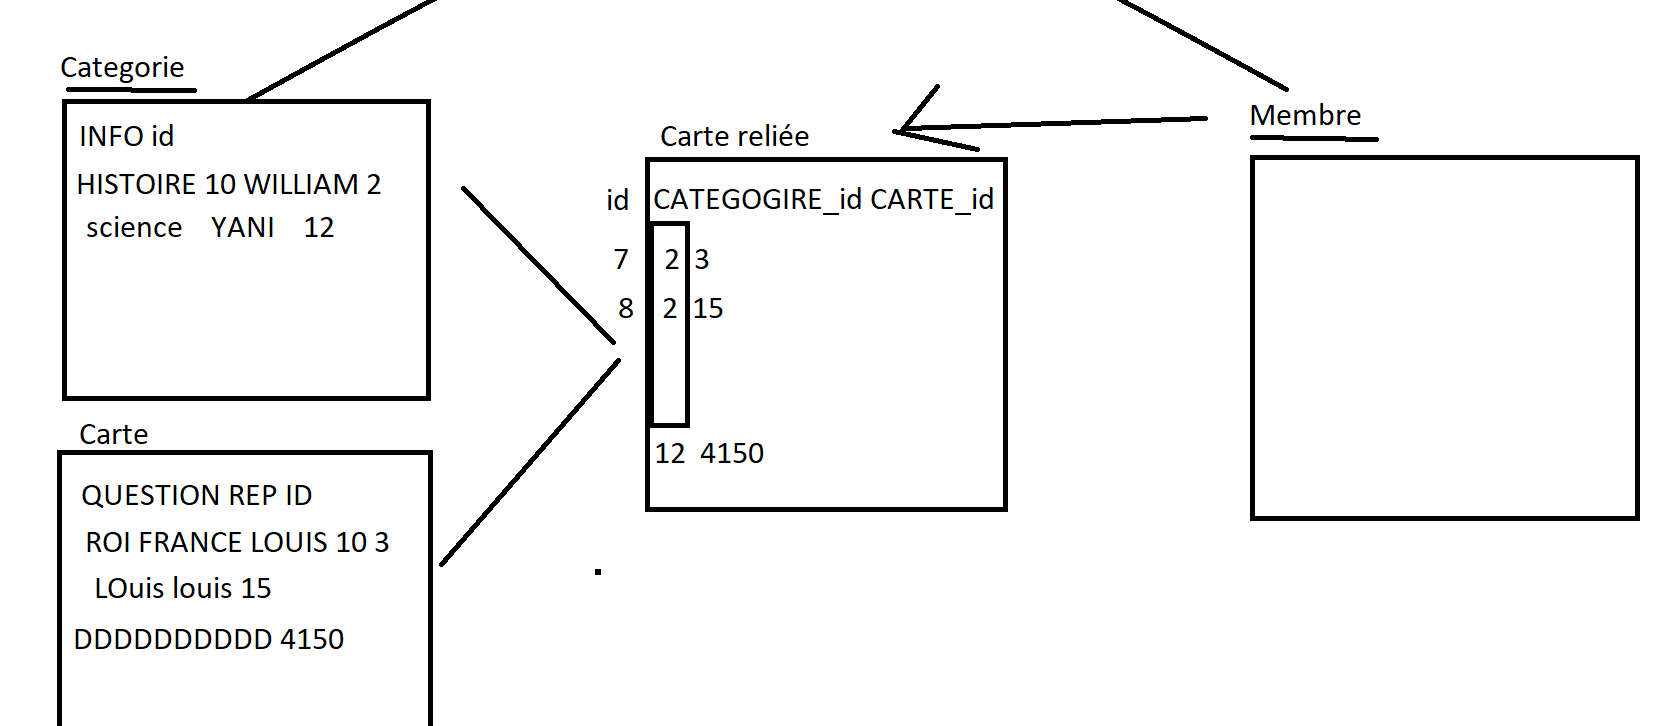 Categorie
INFO id
HISTOIRE 10 WILLIAM 2
science YANI 12
Carte
QUESTION REP ID
ROI FRANCE LOUIS 10 3
LOuis louis 15
DDDDDDDDDD 4150
Carte reliée
id CATEGOGIRE_id CARTE_id
7 2 3
8 2 15
12 4150
Membre